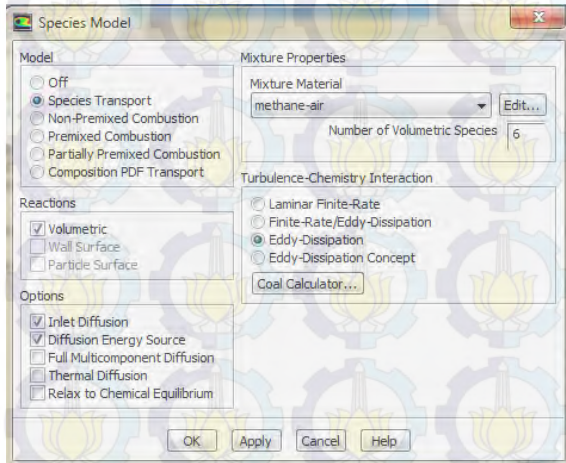 Species Model
Model
Off
Species Transport
Non-Premixed Combustion
Premixed Combustion
Partially Premixed Combustion
Composition PDF Transport
Reactions
Volumetric
Wall Surface
Particle Surface
Options
Inlet Diffusion
Diffusion Energy Source
Full Multicomponent Diffusion
Thermal Diffusion
Relax to Chemical Equilibrium
Mixture Properties
Mixture Material
methane-air Edit...
Number of Volumetric Species 6
Turbulence-Chemistry Interaction
Laminar Finite-Rate
Finite-Rate/Eddy-Dissipation
Eddy-Dissipation
Eddy-Dissipation Concept
Coal Calculator...
OK Apply Cancel Help